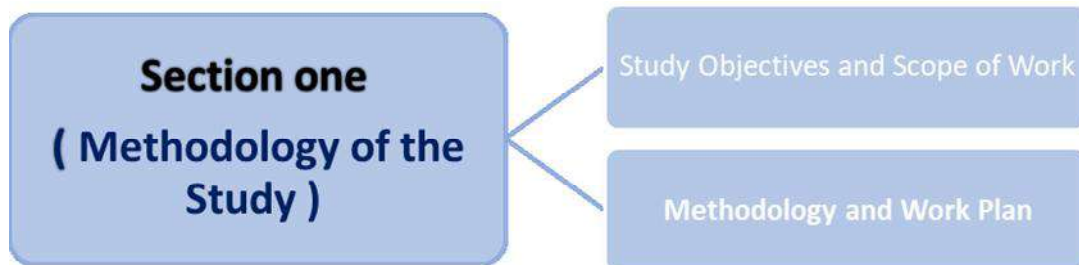 Section one
( Methodology of the
Study )
Study Objectives and Scope of Work
Methodology and Work Plan